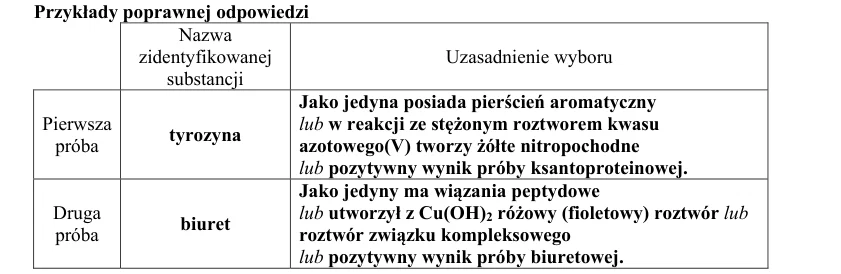 Przykłady poprawnej odpowiedzi
Nazwa
zidentyfikowanej
substancji
Uzasadnienie wyboru
Pierwsza
próba
tyrozyna
Jako jedyna posiada pierścień aromatyczny
lub w reakcji ze stężonym roztworem kwasu
azotowego(V) tworzy żółte nitropochodne
lub pozytywny wynik próby ksantoproteinowej.
Druga
próba
biuret
Jako jedyny ma wiązania peptydowe
lub utworzył z Cu(OH)₂ różowy (fioletowy) roztwór lub
roztwór związku kompleksowego
lub pozytywny wynik próby biuretowej.